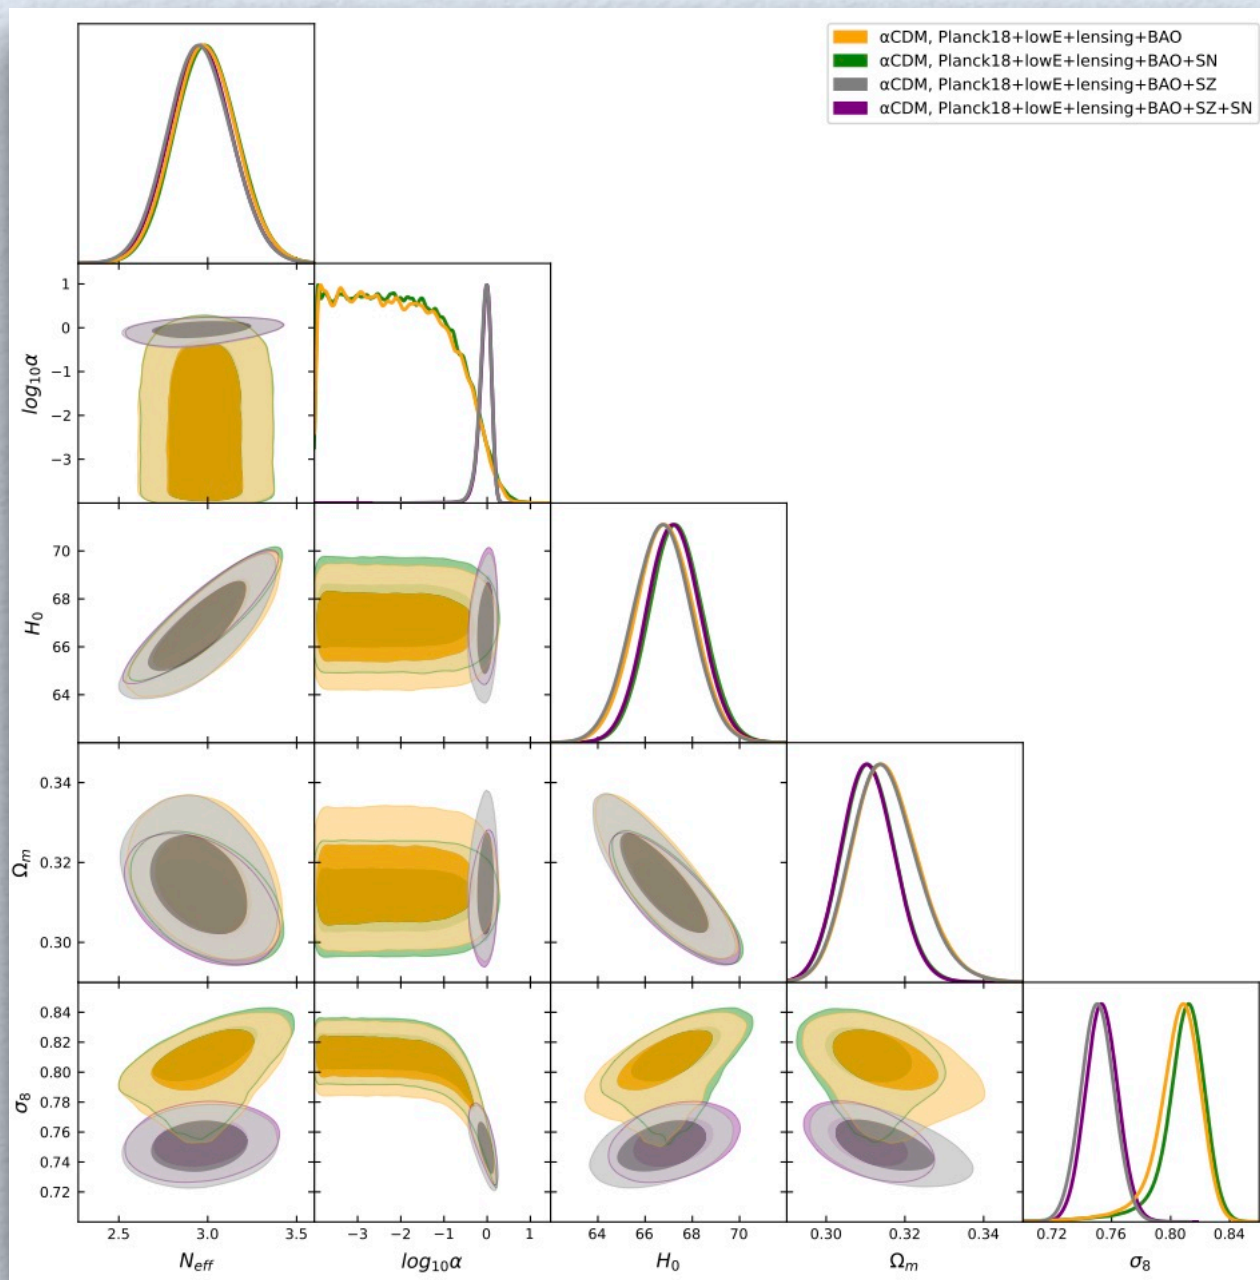 αCDM, Planck18+lowE+lensing+BAO
αCDM, Planck18+lowE+lensing+BAO+SN
αCDM, Planck18+lowE+lensing+BAO+SZ
αCDM, Planck18+lowE+lensing+BAO+SZ+SN
1
0
−1
−2
−3
log₁₀α
70
68
66
64
H₀
0.34
0.32
0.30
Ωₘ
0.84
0.82
0.80
0.78
0.76
0.74
0.72
σ₈
2.5 3.0 3.5
−3 −2 −1 0 1
64 66 68 70
0.30 0.32 0.34
0.72 0.76 0.80 0.84
N_eff
log₁₀α
H₀
Ωₘ
σ₈